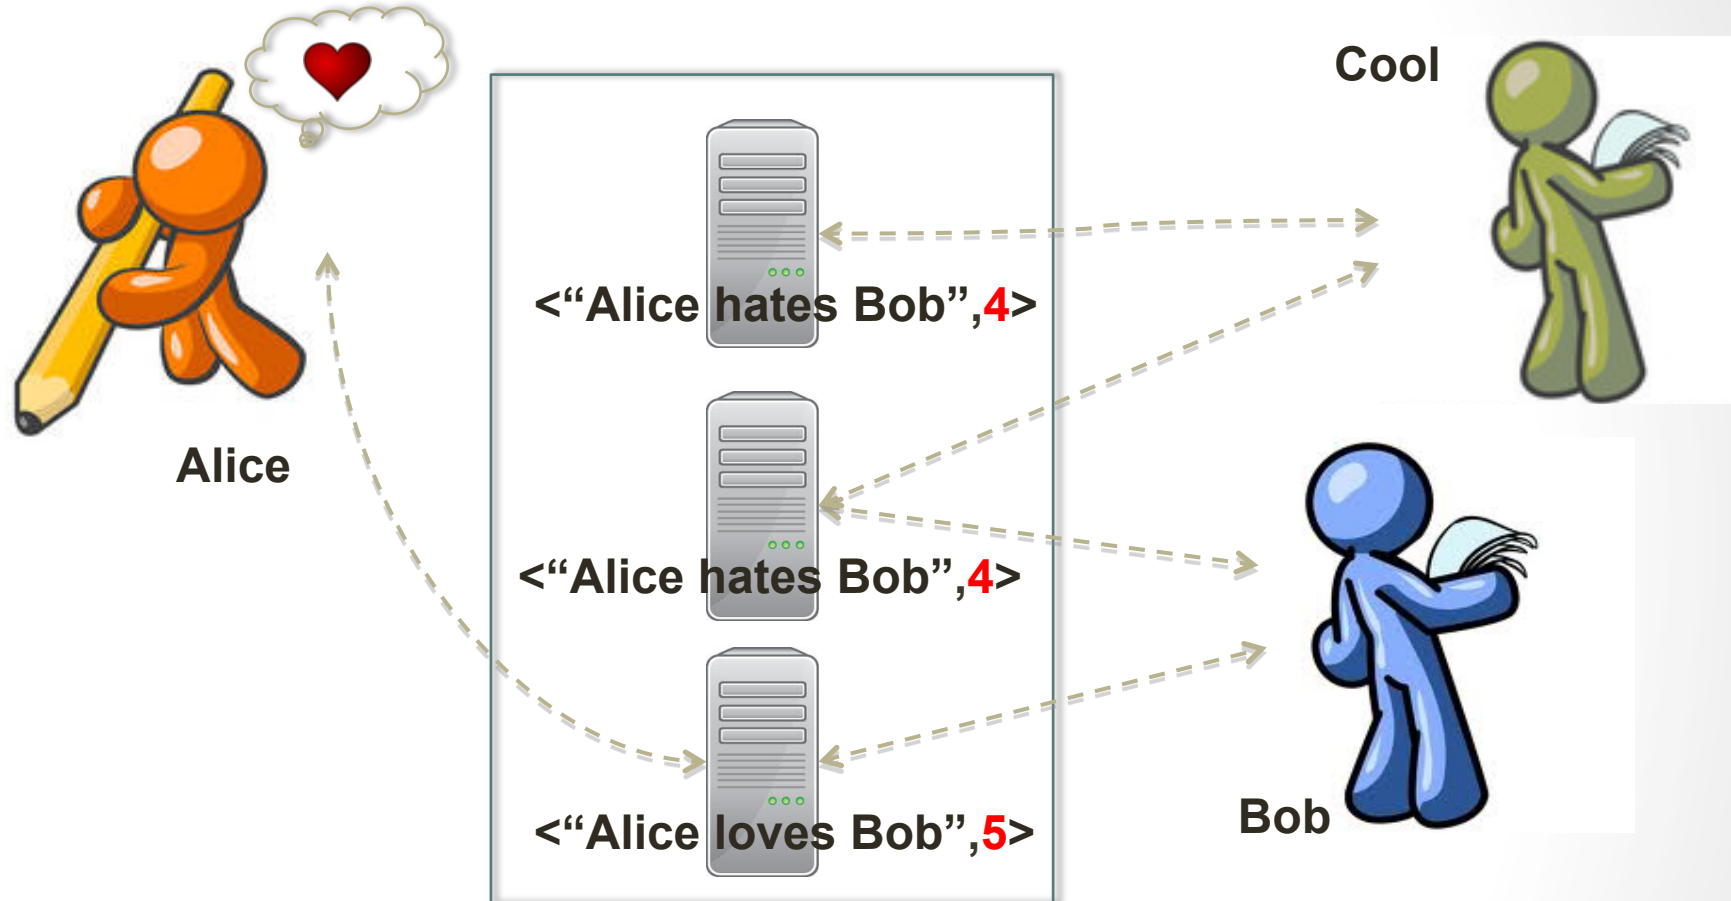 Cool
<“Alice hates Bob”,4>
Alice
<“Alice hates Bob”,4>
<“Alice loves Bob”,5>
Bob